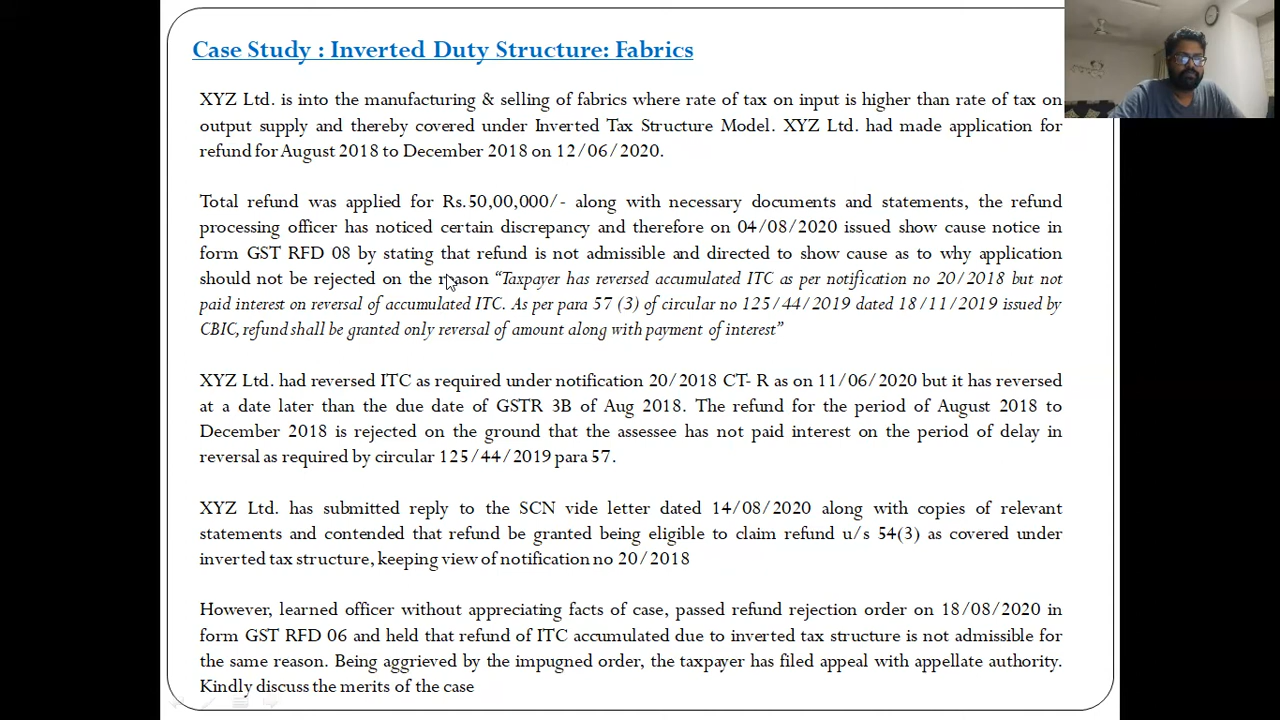 Case Study : Inverted Duty Structure: Fabrics
XYZ Ltd. is into the manufacturing & selling of fabrics where rate of tax on input is higher than rate of tax on
output supply and thereby covered under Inverted Tax Structure Model. XYZ Ltd. had made application for
refund for August 2018 to December 2018 on 12/06/2020.
Total refund was applied for Rs.50,00,000/- along with necessary documents and statements, the refund
processing officer has noticed certain discrepancy and therefore on 04/08/2020 issued show cause notice in
form GST RFD 08 by stating that refund is not admissible and directed to show cause as to why application
should not be rejected on the reason “Taxpayer has reversed accumulated ITC as per notification no 20/2018 but not
paid interest on reversal of accumulated ITC. As per para 57 (3) of circular no 125/44/2019 dated 18/11/2019 issued by
CBIC, refund shall be granted only reversal of amount along with payment of interest”
XYZ Ltd. had reversed ITC as required under notification 20/2018 CT- R as on 11/06/2020 but it has reversed
at a date later than the due date of GSTR 3B of Aug 2018. The refund for the period of August 2018 to
December 2018 is rejected on the ground that the assessee has not paid interest on the period of delay in
reversal as required by circular 125/44/2019 para 57.
XYZ Ltd. has submitted reply to the SCN vide letter dated 14/08/2020 along with copies of relevant
statements and contended that refund be granted being eligible to claim refund u/s 54(3) as covered under
inverted tax structure, keeping view of notification no 20/2018
However, learned officer without appreciating facts of case, passed refund rejection order on 18/08/2020 in
form GST RFD 06 and held that refund of ITC accumulated due to inverted tax structure is not admissible for
the same reason. Being aggrieved by the impugned order, the taxpayer has filed appeal with appellate authority.
Kindly discuss the merits of the case